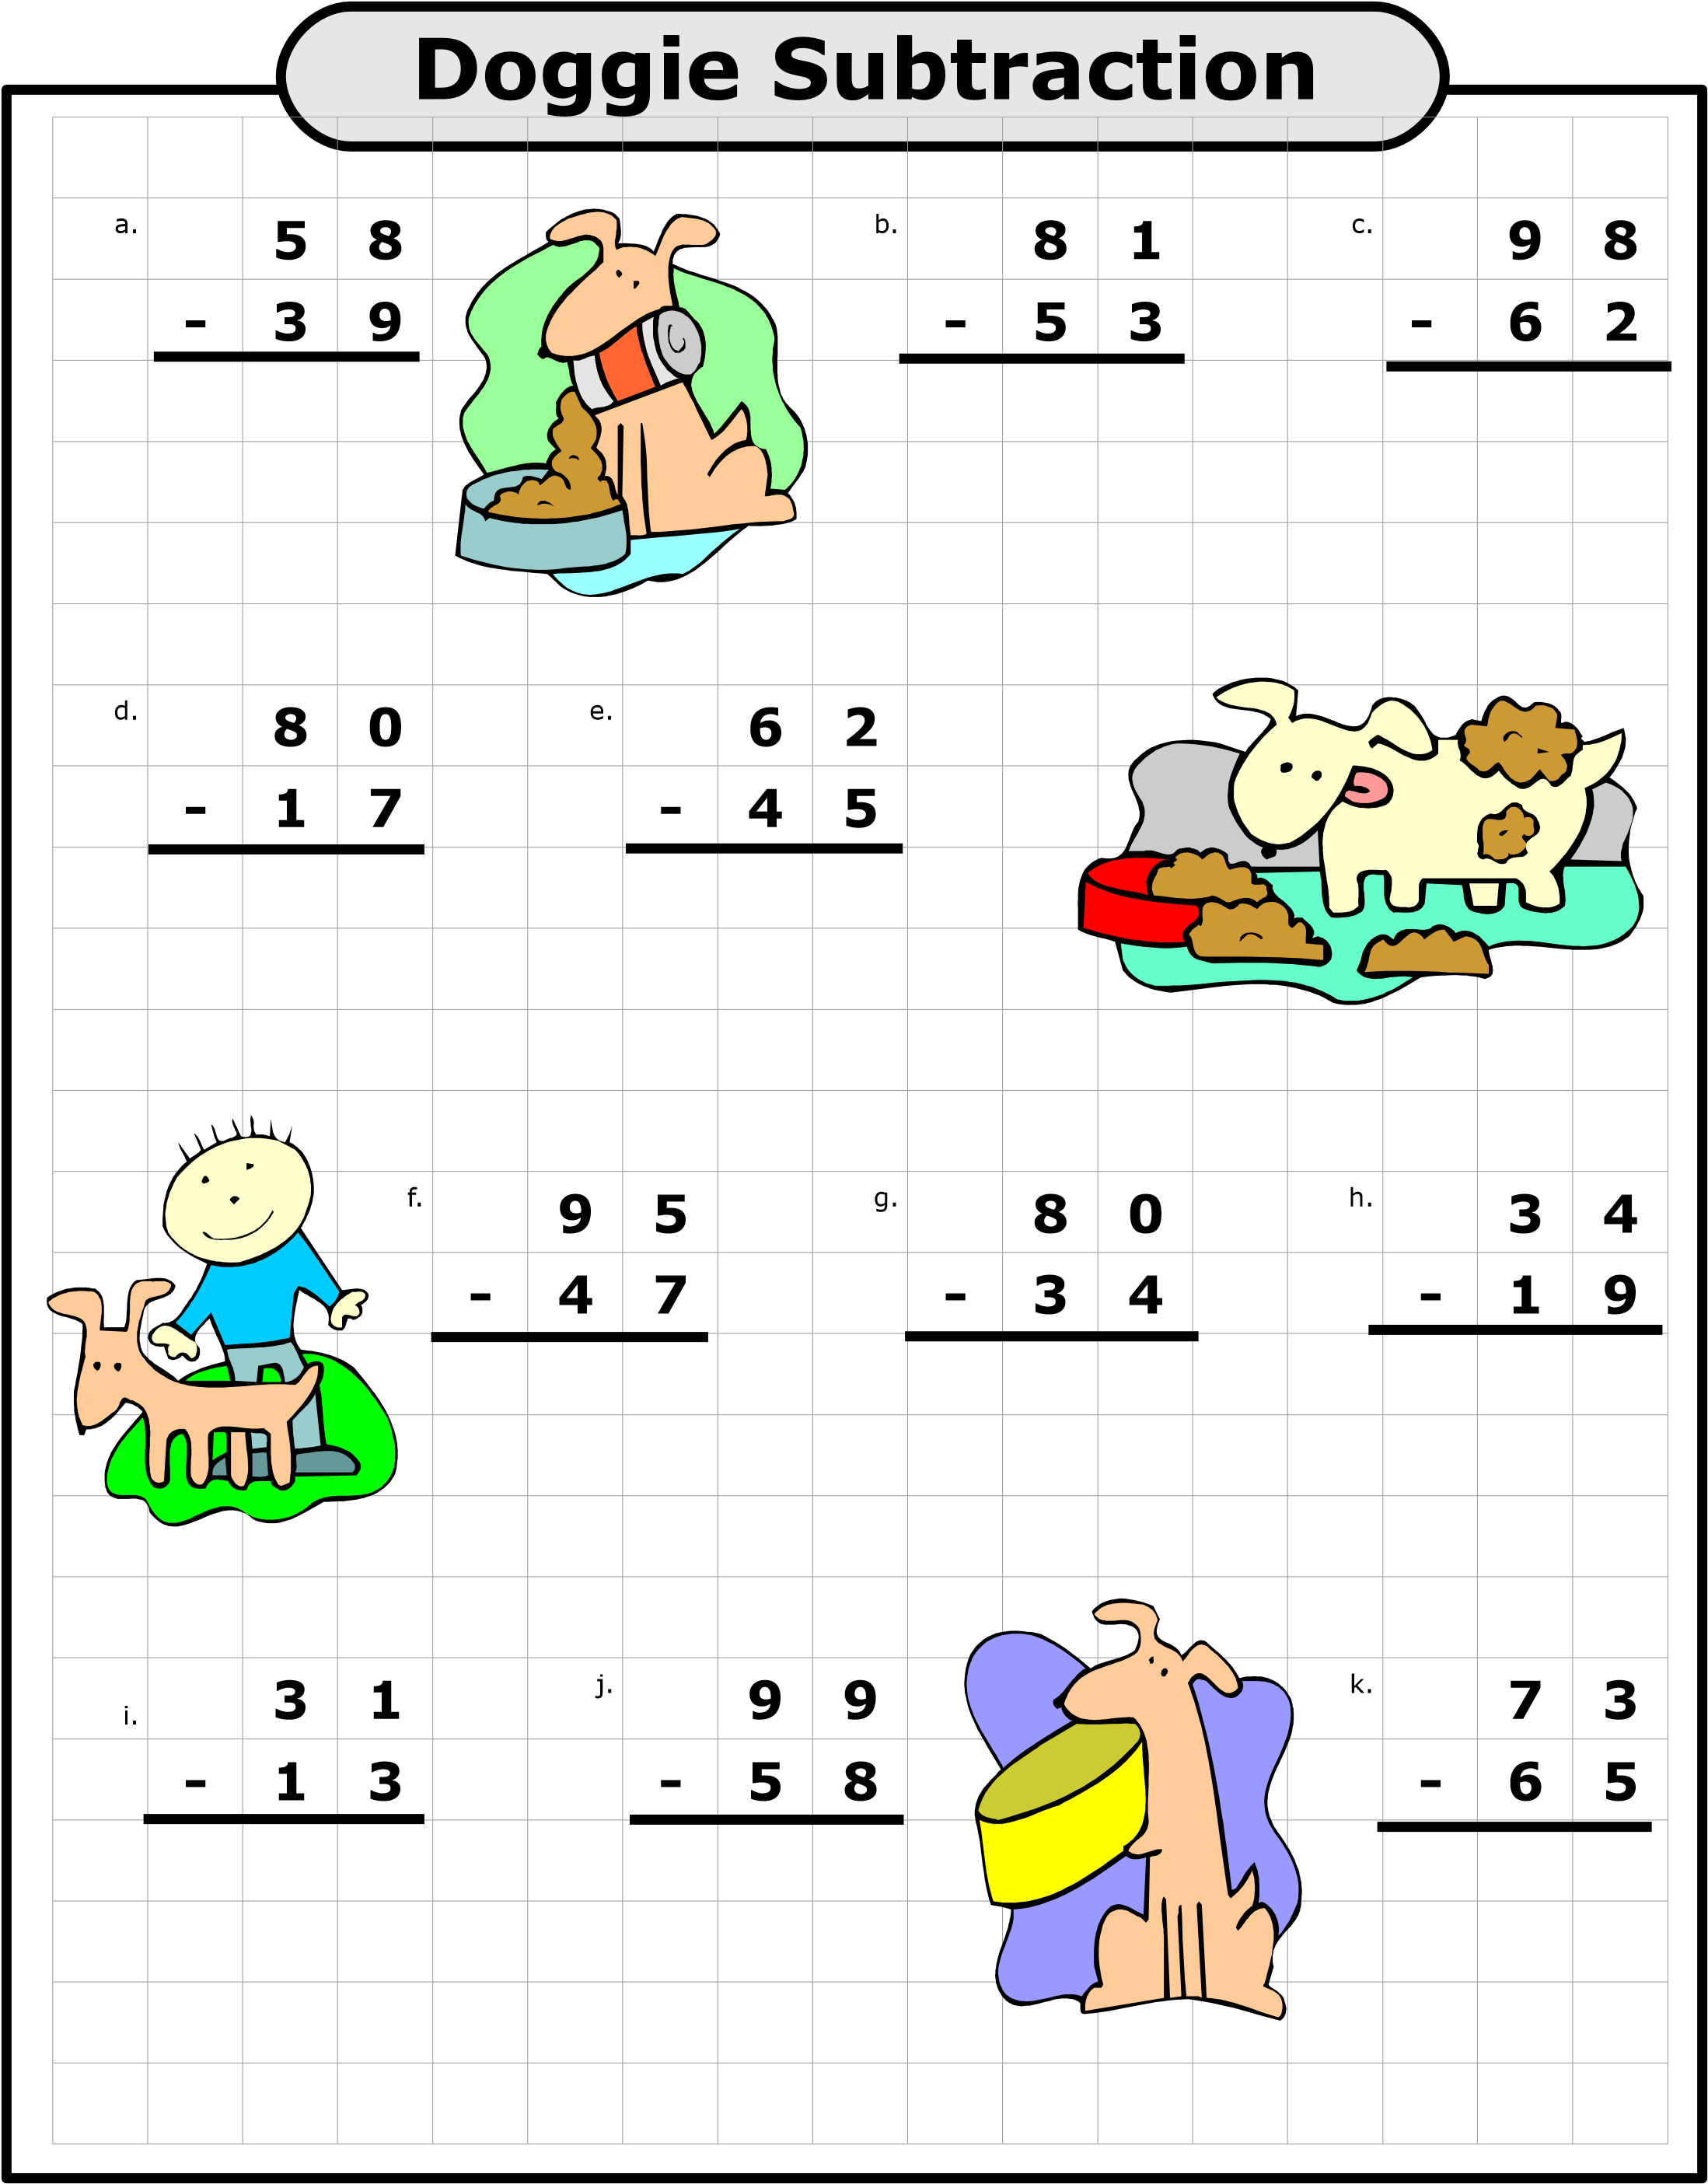 Doggie Subtraction
a. 5 8 b. 8 1 c. 9 8
- 3 9 - 5 3 - 6 2
d. 8 0 e. 6 2
- 1 7 - 4 5
f. 9 5 g. 8 0 h. 3 4
- 4 7 - 3 4 - 1 9
i. 3 1 j. 9 9 k. 7 3
- 1 3 - 5 8 - 6 5